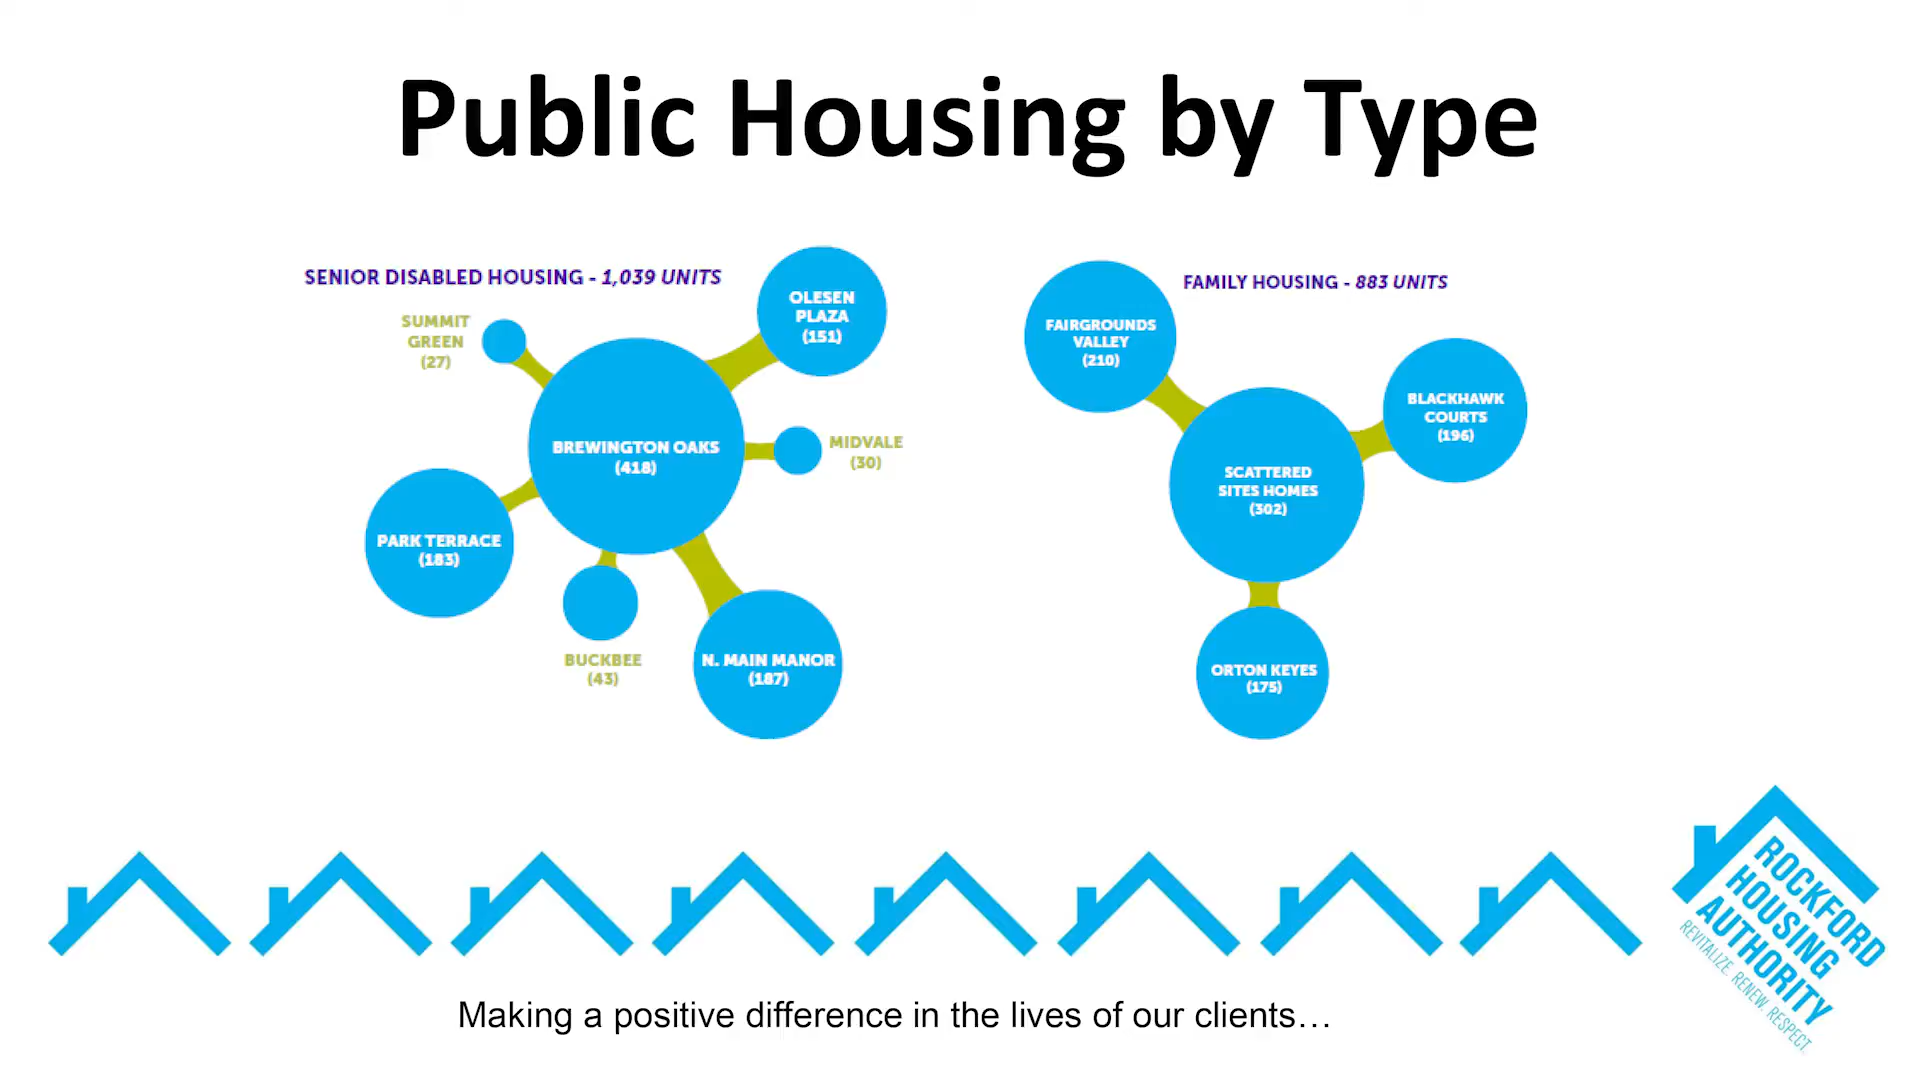 Public Housing by Type
SENIOR DISABLED HOUSING - 1,039 UNITS
SUMMIT
GREEN
(27)
OLESEN
PLAZA
(151)
BREWINGTON OAKS
(418)
MIDVALE
(30)
PARK TERRACE
(183)
BUCKBEE
(43)
N. MAIN MANOR
(187)
FAMILY HOUSING - 883 UNITS
FAIRGROUNDS
VALLEY
(210)
BLACKHAWK
COURTS
(196)
SCATTERED
SITES HOMES
(302)
ORTON KEYES
(175)
ROCKFORD
HOUSING
AUTHORITY
REVITALIZE. RENEW. RESPECT.
Making a positive difference in the lives of our clients…